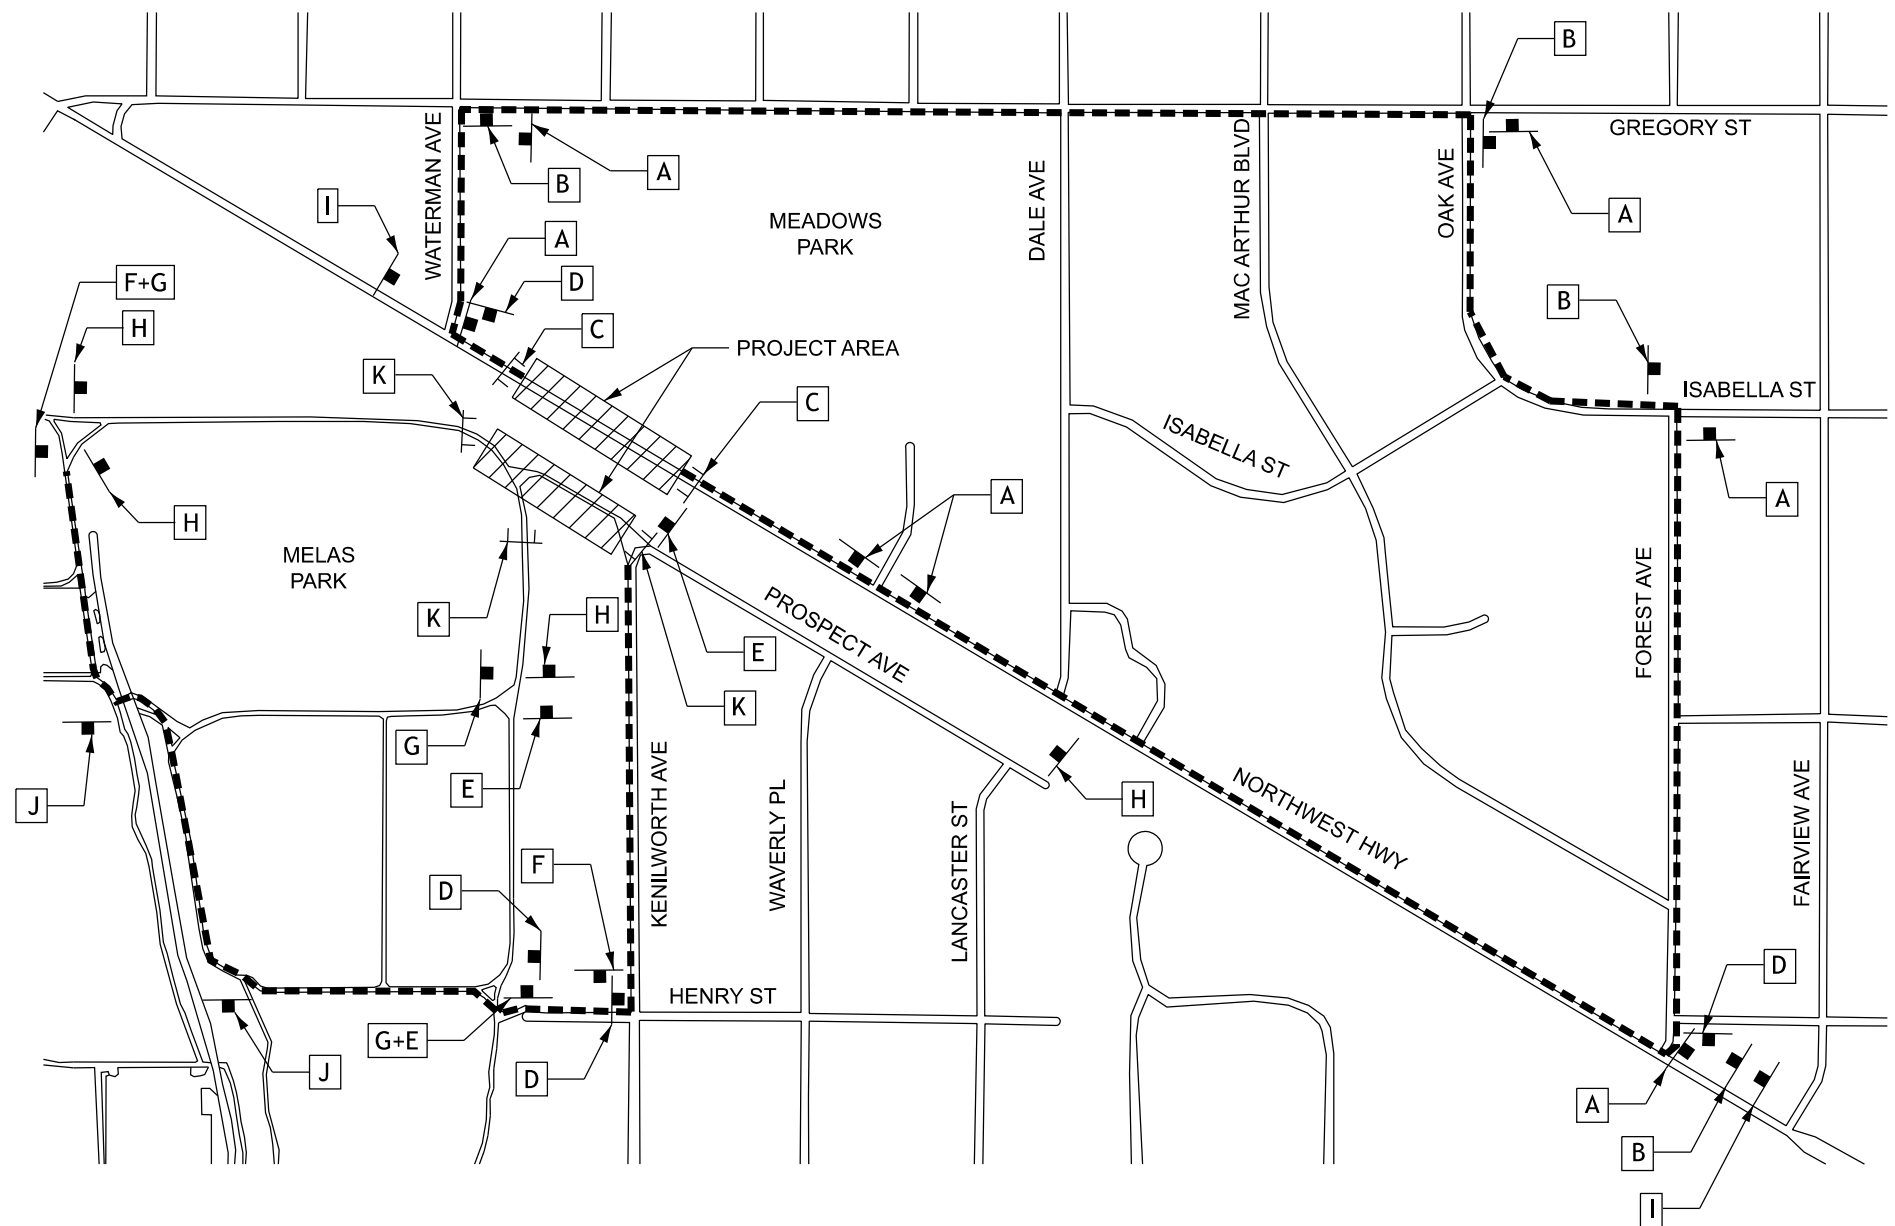 B
GREGORY ST
WATERMAN AVE
A
B
DALE AVE
MAC ARTHUR BLVD
OAK AVE
A
I
MEADOWS
PARK
A
D
F+G
B
H
C
PROJECT AREA
K
ISABELLA ST
C
ISABELLA ST
A
A
H
MELAS
PARK
FOREST AVE
K
H
PROSPECT AVE
E
K
G
E
J
KENILWORTH AVE
WAVERLY PL
LANCASTER ST
H
NORTHWEST HWY
FAIRVIEW AVE
F
D
D
HENRY ST
G+E
J
D
A
B
I